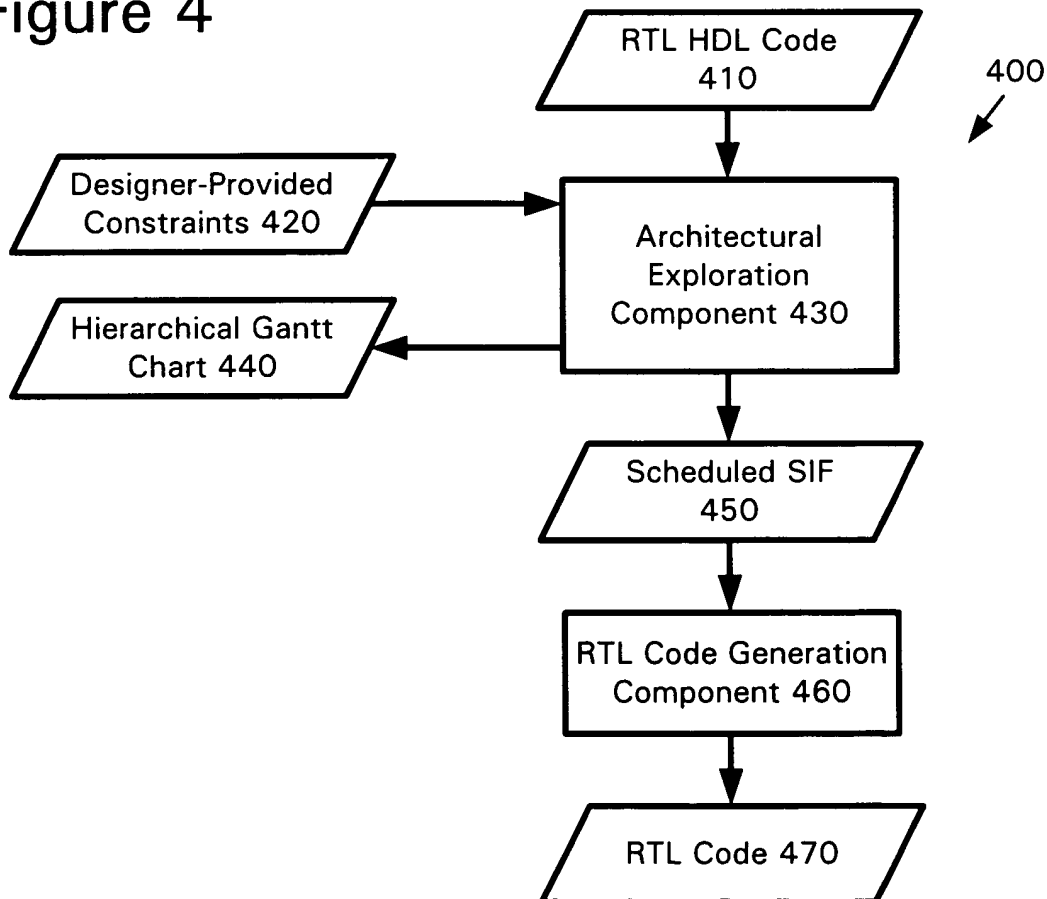 Figure 4
RTL HDL Code
410
400
Designer-Provided
Constraints 420
Architectural
Exploration
Component 430
Hierarchical Gantt
Chart 440
Scheduled SIF
450
RTL Code Generation
Component 460
RTL Code 470